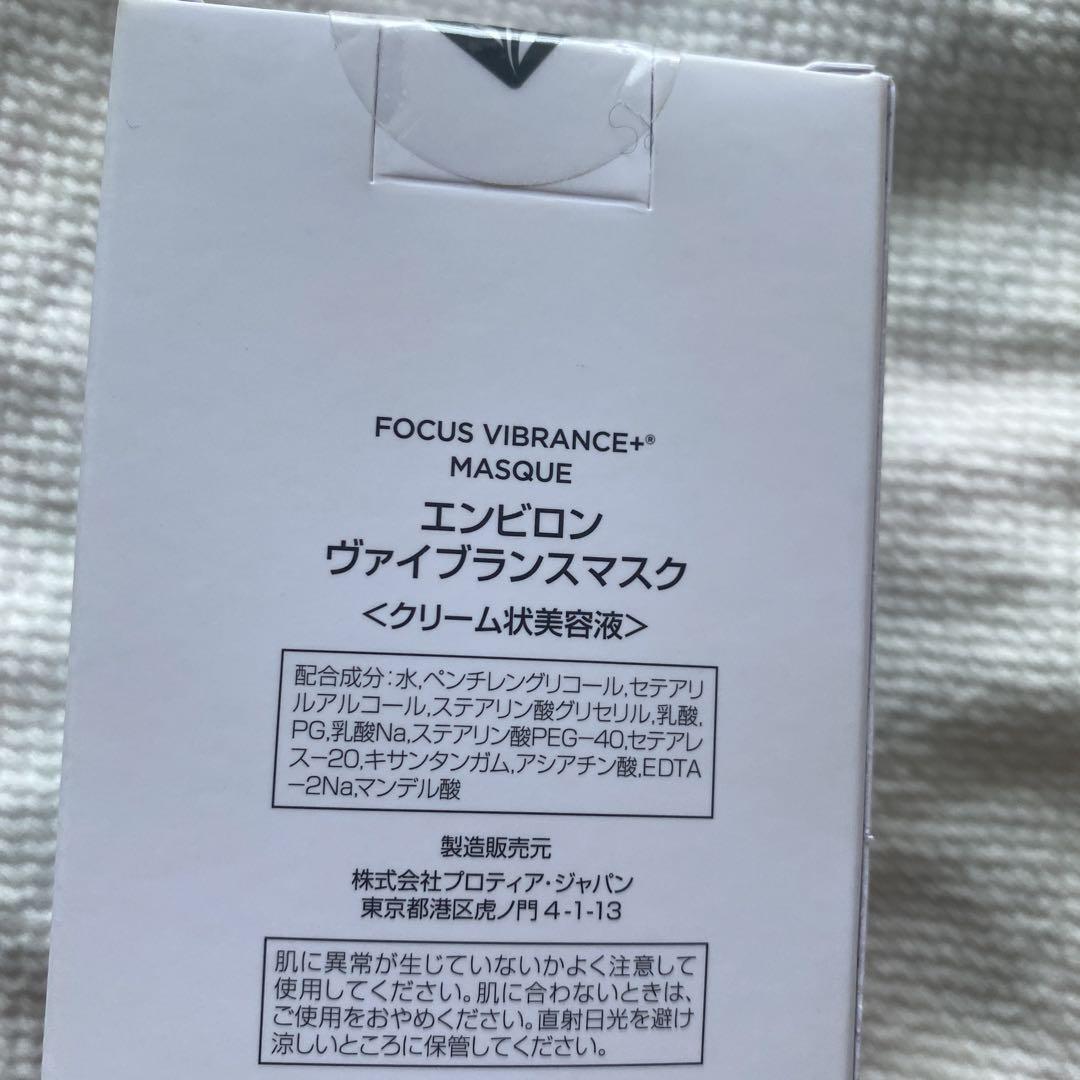 FOCUS VIBRANCE+®
MASQUE
エンビロン
ヴァイブランスマスク
<クリーム状美容液>
配合成分:水,ペンチレングリコール,セテアリ
ルアルコール,ステアリン酸グリセリル,乳酸,
PG,乳酸Na,ステアリン酸PEG-40,セテアレ
ス-20,キサンタンガム,アシアチン酸,EDTA
-2Na,マンデル酸
製造販売元
株式会社プロティア・ジャパン
東京都港区虎ノ門4-1-13
肌に異常が生じていないかよく注意して
使用してください。肌に合わないときは、
ご使用をおやめください。直射日光を避け
涼しいところに保管してください。